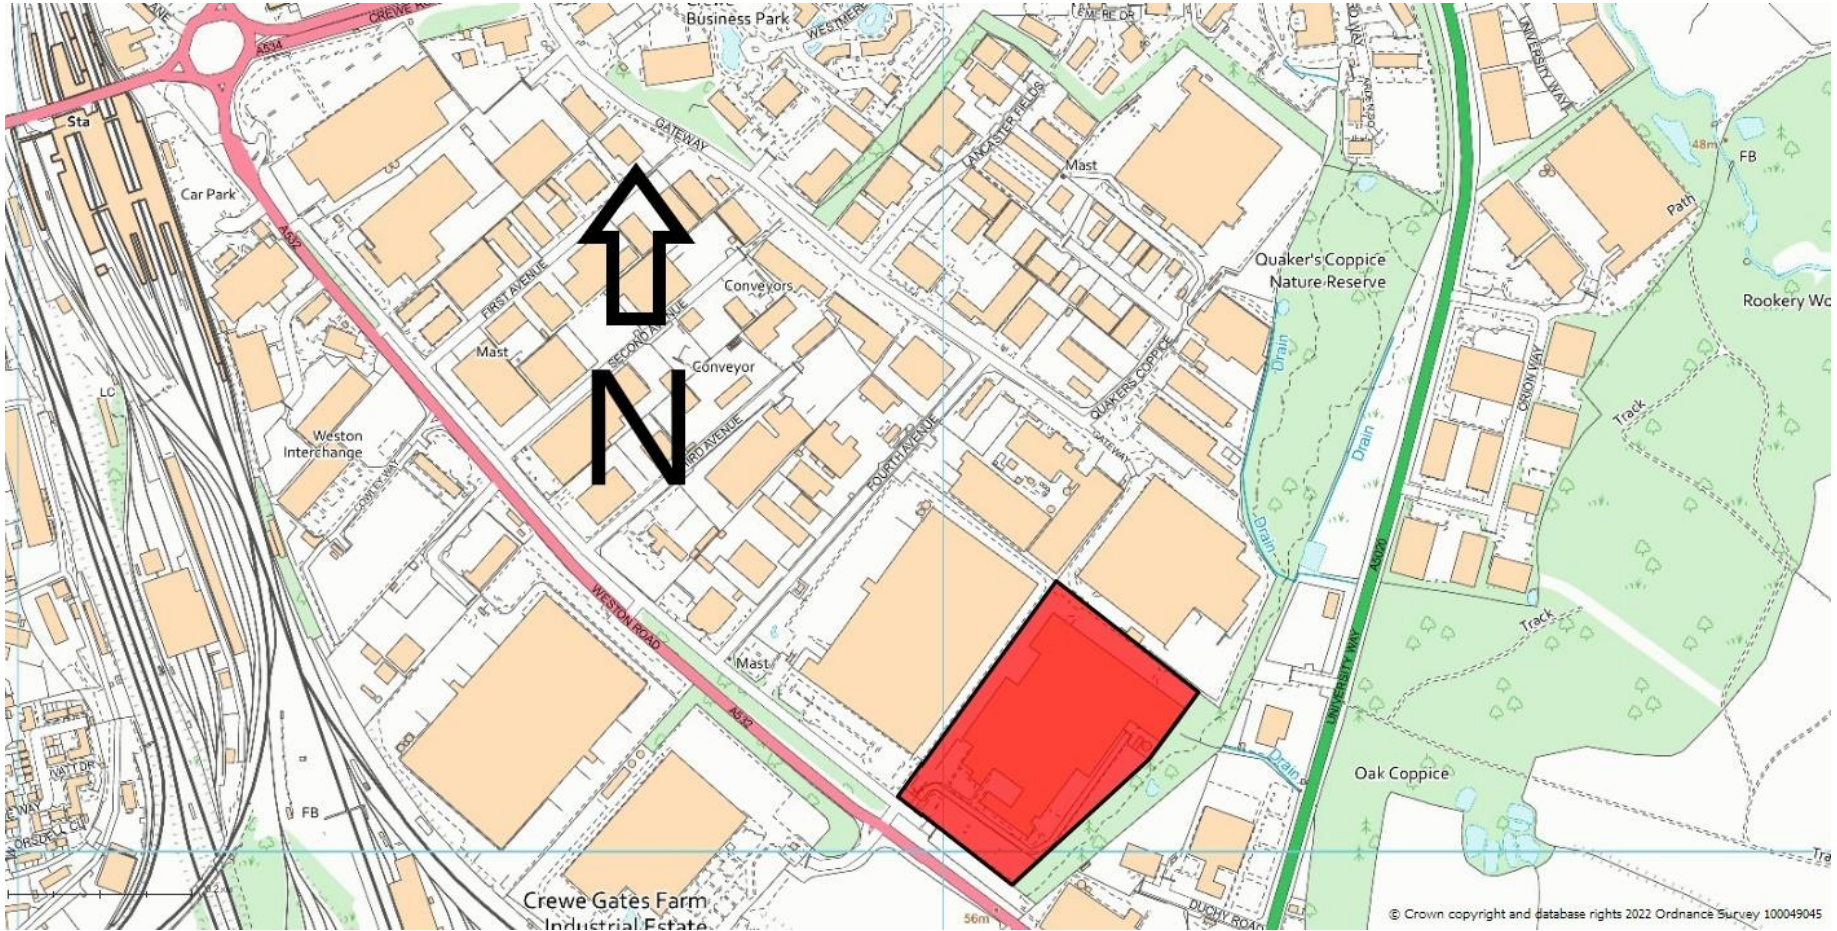 CREWE RO
A534
Business Park
WESTMERE
EMERE DR
Sta
GATEWAY
LANCASTER FIELDS
UNIVERSITY WAY
48m
FB
Mast
Car Park
A532
Path
Quaker's Coppice
Nature Reserve
FIRST AVENUE
Conveyors
Rookery Wo
SECOND AVENUE
Mast
Conveyor
Drain
LC
N
QUAKERS COPPICE
ORION WAY
Track
Weston
Interchange
THIRD AVENUE
FOURTH AVENUE
GATEWAY
Drain
COWLEY WAY
Drain
A5020
WESTON ROAD
Track
Mast
UNIVERSITY WAY
A532
Drain
Oak Coppice
FB
Crewe Gates Farm
Industrial Estate
56m
DUCHY ROAD
© Crown copyright and database rights 2022 Ordnance Survey 100049045